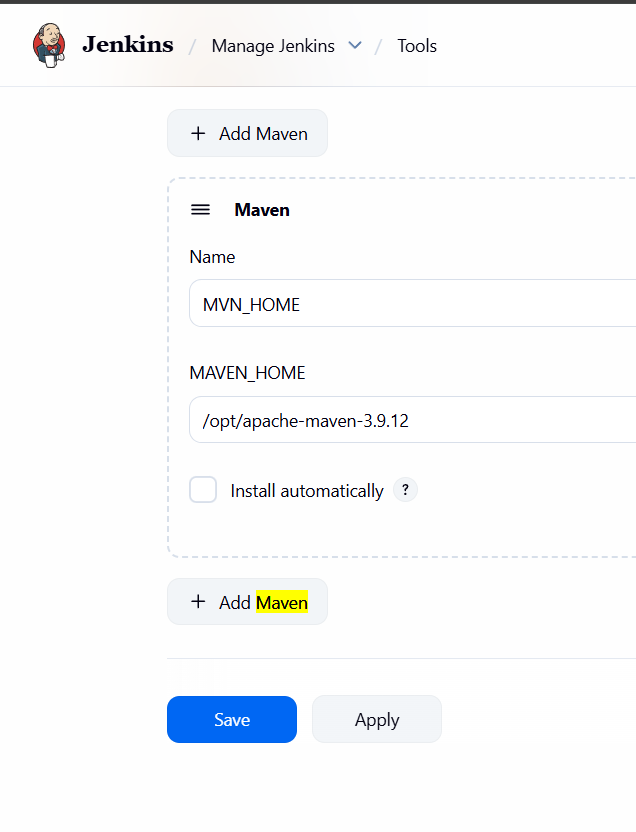 Jenkins / Manage Jenkins / Tools
+ Add Maven
Maven
Name
MVN_HOME
MAVEN_HOME
/opt/apache-maven-3.9.12
Install automatically ?
+ Add Maven
Save Apply